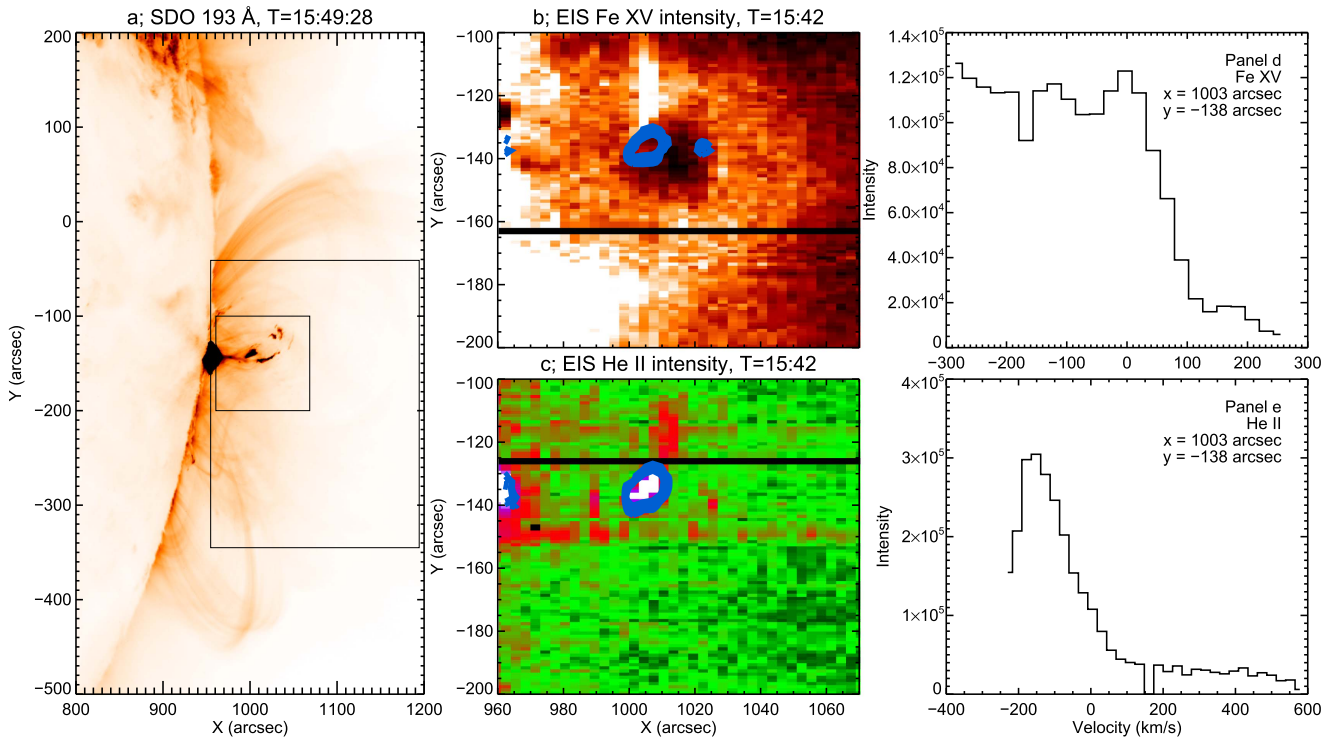 a; SDO 193 Å, T=15:49:28
200
100
0
−100
−200
−300
−400
−500
Y (arcsec)
800 900 1000 1100 1200
X (arcsec)
b; EIS Fe XV intensity, T=15:42
−100
−120
−140
−160
−180
−200
Y (arcsec)
c; EIS He II intensity, T=15:42
−100
−120
−140
−160
−180
−200
Y (arcsec)
960 980 1000 1020 1040 1060
X (arcsec)
1.4×10⁵
1.2×10⁵
1.0×10⁵
8.0×10⁴
6.0×10⁴
4.0×10⁴
2.0×10⁴
0
Intensity
Panel d
Fe XV
x = 1003 arcsec
y = −138 arcsec
−300 −200 −100 0 100 200 300
4×10⁵
3×10⁵
2×10⁵
1×10⁵
0
Intensity
Panel e
He II
x = 1003 arcsec
y = −138 arcsec
−400 −200 0 200 400 600
Velocity (km/s)